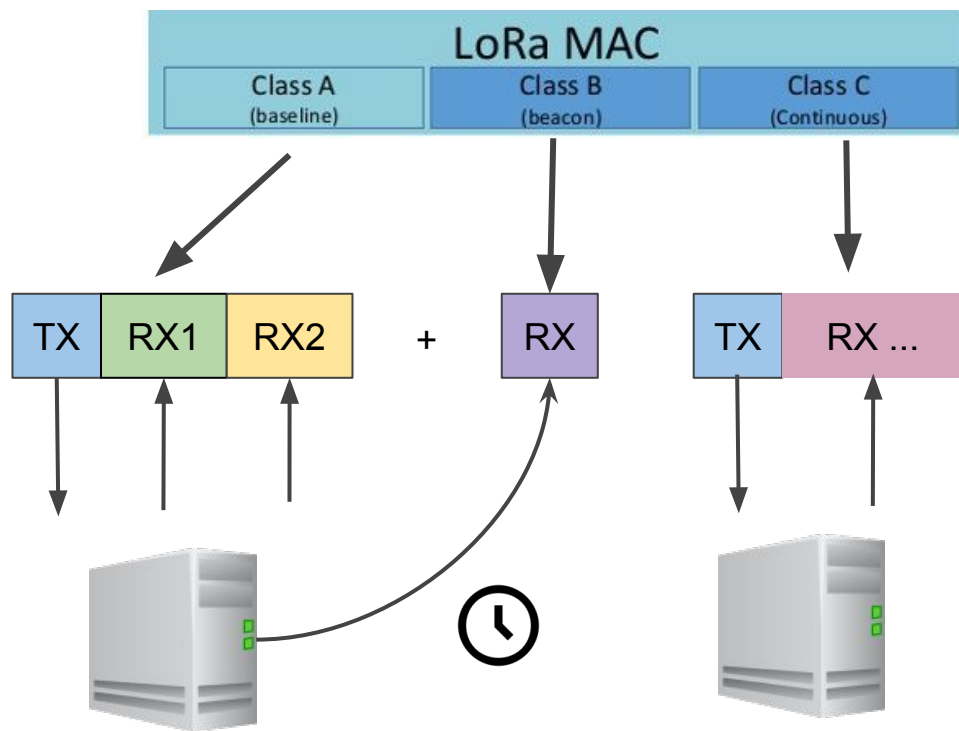 LoRa MAC
Class A
(baseline)
Class B
(beacon)
Class C
(Continuous)
TX
RX1
RX2
+
RX
TX
RX ...